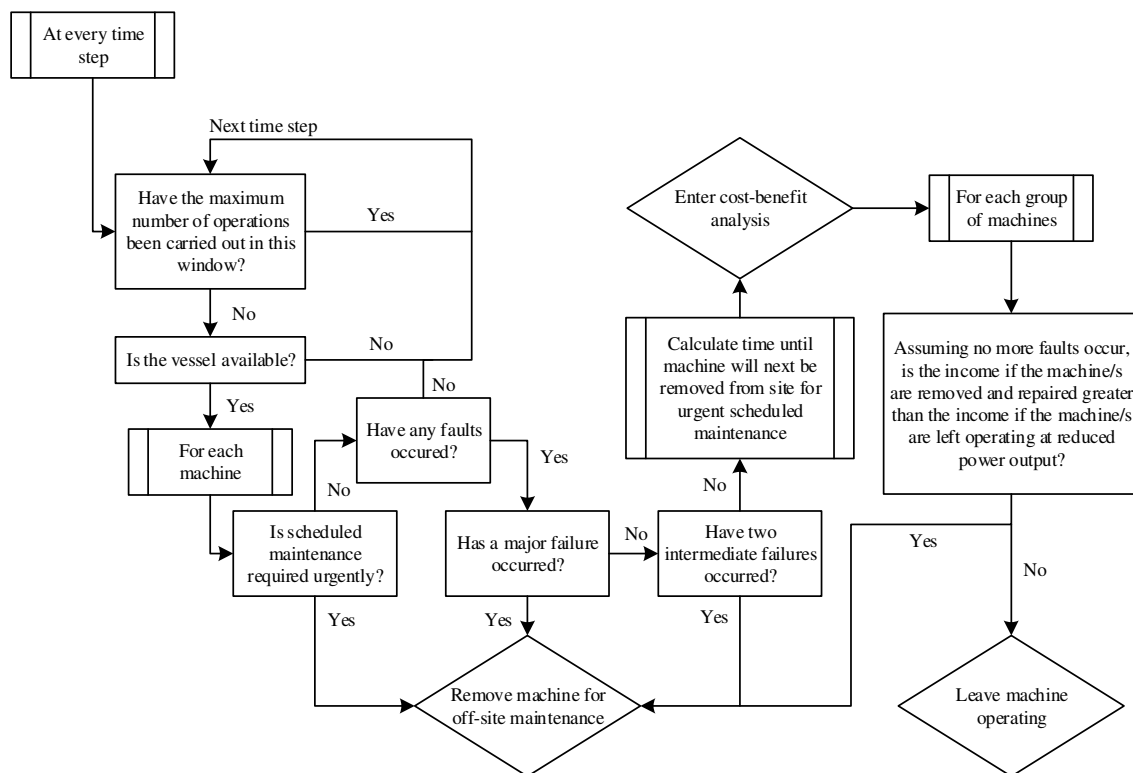 At every time
step
Next time step
Have the maximum
number of operations
been carried out in this
window?
Yes
No
Is the vessel available?
No
Yes
For each
machine
No
Have any faults
occured?
Yes
No
Is scheduled
maintenance
required urgently?
Yes
Has a major failure
occurred?
No
Yes
Have two
intermediate failures
occurred?
No
Yes
Calculate time until
machine will next be
removed from site for
urgent scheduled
maintenance
Enter cost-benefit
analysis
For each group
of machines
Assuming no more faults occur,
is the income if the machine/s
are removed and repaired greater
than the income if the machine/s
are left operating at reduced
power output?
Yes
No
Remove machine for
off-site maintenance
Leave machine
operating